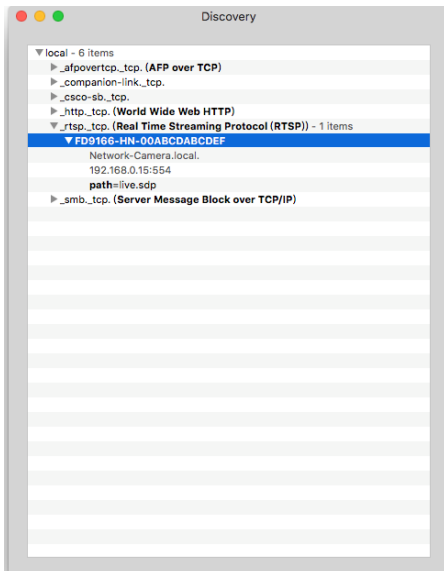 Discovery
local - 6 items
_afpovertcp._tcp. (AFP over TCP)
_companion-link._tcp.
_csco-sb._tcp.
_http._tcp. (World Wide Web HTTP)
_rtsp._tcp. (Real Time Streaming Protocol (RTSP)) - 1 items
FD9166-HN-00ABCDABCDEF
Network-Camera.local.
192.168.0.15:554
path=live.sdp
_smb._tcp. (Server Message Block over TCP/IP)